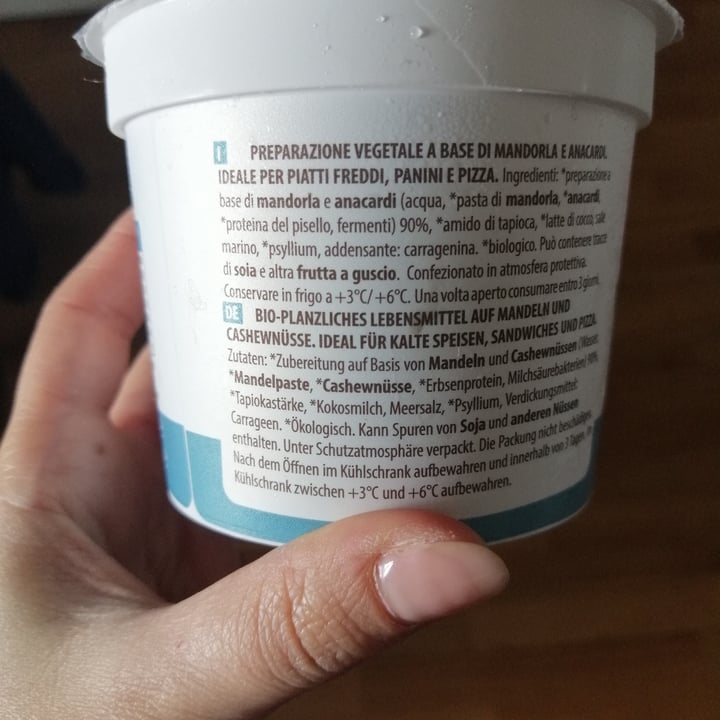 I PREPARAZIONE VEGETALE A BASE DI MANDORLA E ANACARDI.
IDEALE PER PIATTI FREDDI, PANINI E PIZZA. Ingredienti: *preparazione a
base di mandorla e anacardi (acqua, *pasta di mandorla, *anacardi,
*proteina del pisello, fermenti) 90%, *amido di tapioca, *latte di cocco, sale
marino, *psyllium, addensante: carragenina. *biologico. Può contenere tracce
di soia e altra frutta a guscio. Confezionato in atmosfera protettiva.
Conservare in frigo a +3°C/ +6°C. Una volta aperto consumare entro 3 giorni.
DE BIO-PLANZLICHES LEBENSMITTEL AUF MANDELN UND
CASHEWNÜSSE. IDEAL FÜR KALTE SPEISEN, SANDWICHES UND PIZZA.
Zutaten: *Zubereitung auf Basis von Mandeln und Cashewnüssen (Wasser,
*Mandelpaste, *Cashewnüsse, *Erbsenprotein, Milchsäurebakterien) 90%,
*Tapiokastärke, *Kokosmilch, Meersalz, *Psyllium, Verdickungsmittel:
Carrageen. *Ökologisch. Kann Spuren von Soja und anderen Nüssen
enthalten. Unter Schutzatmosphäre verpackt. Die Packung nicht beschädigen.
Nach dem Öffnen im Kühlschrank aufbewahren und innerhalb von 3 Tagen. Im
Kühlschrank zwischen +3°C und +6°C aufbewahren.